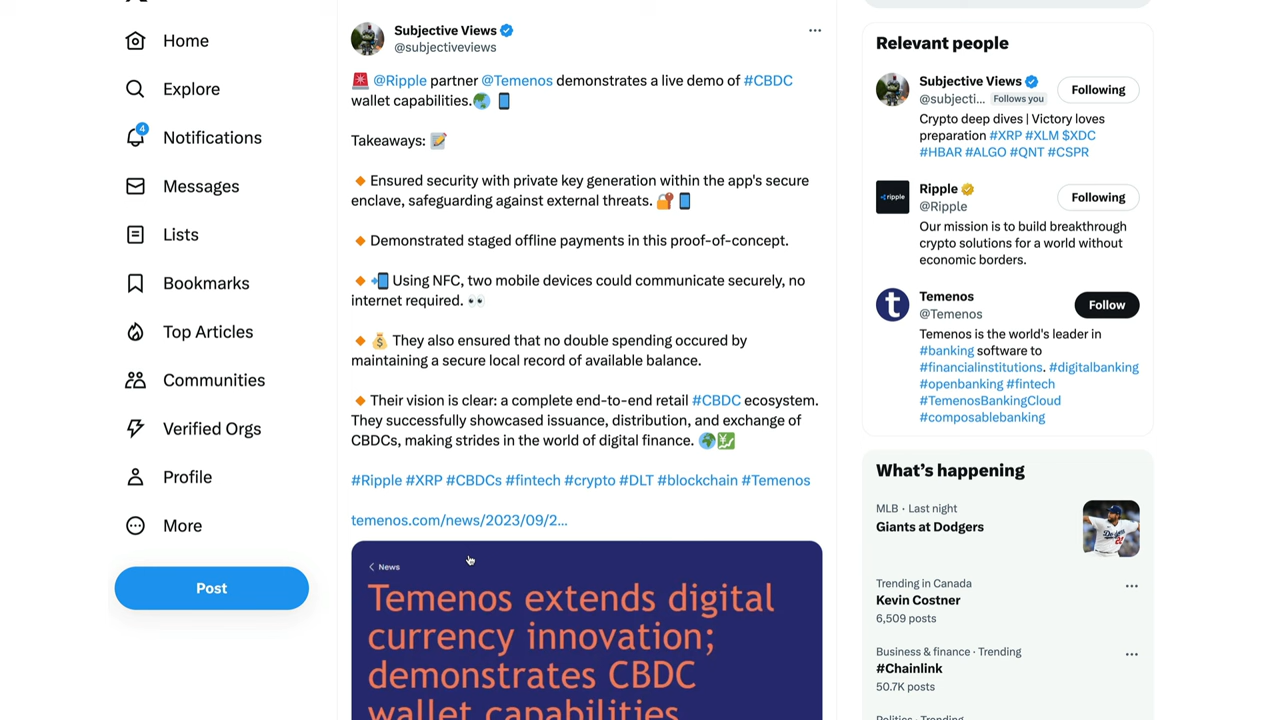 Home
Explore
4
Notifications
Messages
Lists
Bookmarks
Top Articles
Communities
Verified Orgs
Profile
More
Post
Subjective Views
@subjectiveviews
🚨 @Ripple partner @Temenos demonstrates a live demo of #CBDC
wallet capabilities.🌏 📱
Takeaways: 📝
🔸Ensured security with private key generation within the app's secure
enclave, safeguarding against external threats. 🔐📱
🔸Demonstrated staged offline payments in this proof-of-concept.
🔸📲 Using NFC, two mobile devices could communicate securely, no
internet required. 👀
🔸💰 They also ensured that no double spending occured by
maintaining a secure local record of available balance.
🔸Their vision is clear: a complete end-to-end retail #CBDC ecosystem.
They successfully showcased issuance, distribution, and exchange of
CBDCs, making strides in the world of digital finance. 🌍💹
#Ripple #XRP #CBDCs #fintech #crypto #DLT #blockchain #Temenos
temenos.com/news/2023/09/2...
News
Temenos extends digital
currency innovation;
demonstrates CBDC
wallet capabilities
Relevant people
Subjective Views
@subjecti... Follows you
Following
Crypto deep dives | Victory loves
preparation #XRP #XLM $XDC
#HBAR #ALGO #QNT #CSPR
ripple
Ripple
@Ripple
Following
Our mission is to build breakthrough
crypto solutions for a world without
economic borders.
t
Temenos
@Temenos
Follow
Temenos is the world's leader in
#banking software to
#financialinstitutions. #digitalbanking
#openbanking #fintech
#TemenosBankingCloud
#composablebanking
What's happening
MLB · Last night
Giants at Dodgers
Trending in Canada
Kevin Costner
6,509 posts
Business & finance · Trending
#Chainlink
50.7K posts
Politics · Trending